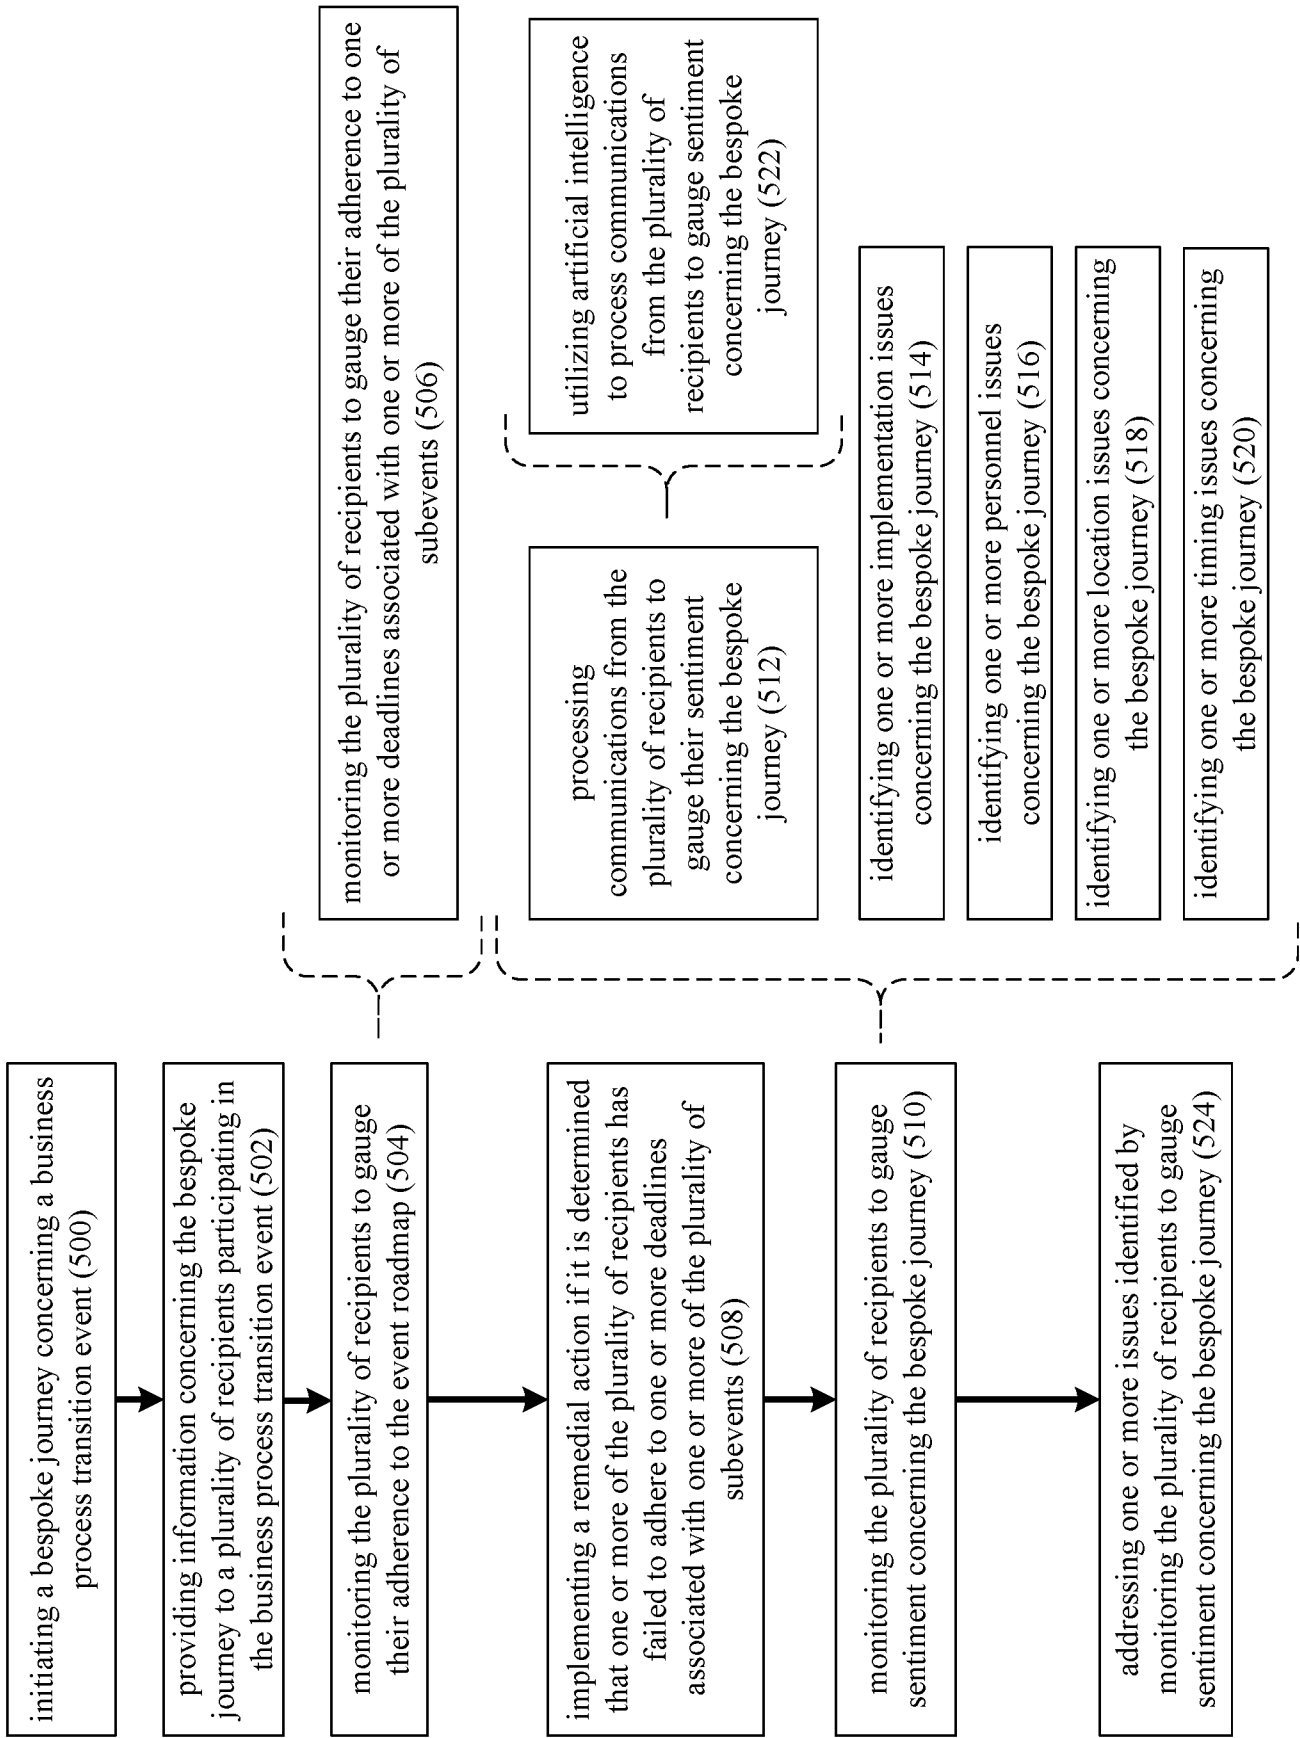 initiating a bespoke journey concerning a business
process transition event (500)
providing information concerning the bespoke
journey to a plurality of recipients participating in
the business process transition event (502)
monitoring the plurality of recipients to gauge
their adherence to the event roadmap (504)
monitoring the plurality of recipients to gauge their adherence to one
or more deadlines associated with one or more of the plurality of
subevents (506)
implementing a remedial action if it is determined
that one or more of the plurality of recipients has
failed to adhere to one or more deadlines
associated with one or more of the plurality of
subevents (508)
monitoring the plurality of recipients to gauge
sentiment concerning the bespoke journey (510)
processing
communications from the
plurality of recipients to
gauge their sentiment
concerning the bespoke
journey (512)
utilizing artificial intelligence
to process communications
from the plurality of
recipients to gauge sentiment
concerning the bespoke
journey (522)
identifying one or more implementation issues
concerning the bespoke journey (514)
identifying one or more personnel issues
concerning the bespoke journey (516)
identifying one or more location issues concerning
the bespoke journey (518)
identifying one or more timing issues concerning
the bespoke journey (520)
addressing one or more issues identified by
monitoring the plurality of recipients to gauge
sentiment concerning the bespoke journey (524)